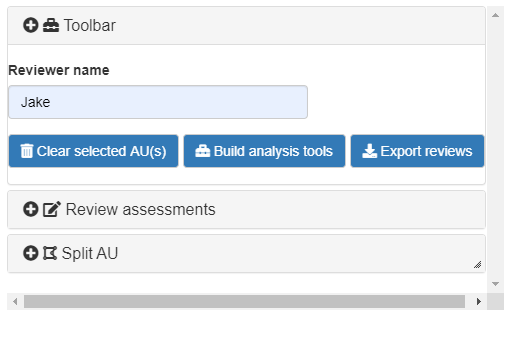 Toolbar
Reviewer name
Jake
Clear selected AU(s) Build analysis tools Export reviews
Review assessments
Split AU